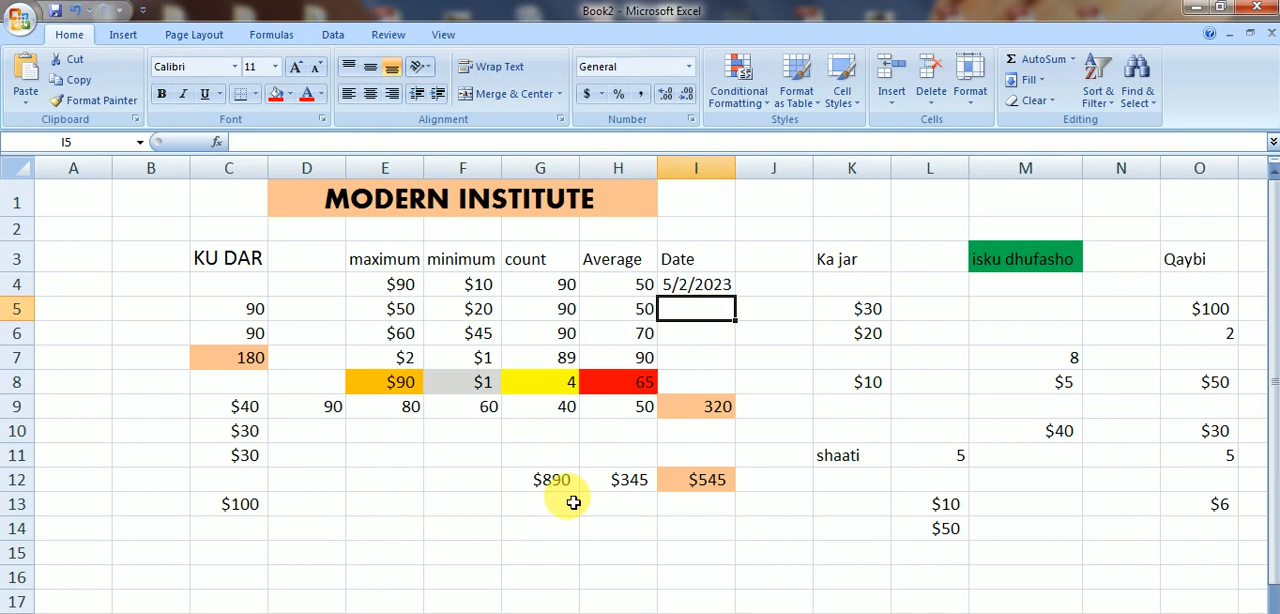 Book2 - Microsoft Excel
Home Insert Page Layout Formulas Data Review View
Paste Cut Copy Format Painter Clipboard
Calibri 11 A A B I U A Font
Wrap Text Merge & Center Alignment
General $ % , .0 .00 .00 .0 Number
Conditional Formatting Format as Table Cell Styles Styles
Insert Delete Format Cells
Σ AutoSum Fill Clear Sort & Filter Find & Select Editing
I5 fx
A B C D E F G H I J K L M N O
1 MODERN INSTITUTE
2
3 KU DAR maximum minimum count Average Date Ka jar isku dhufasho Qaybi
4 $90 $10 90 50 5/2/2023
5 90 $50 $20 90 50 $30 $100
6 90 $60 $45 90 70 $20 2
7 180 $2 $1 89 90 8
8 $90 $1 4 65 $10 $5 $50
9 $40 90 80 60 40 50 320
10 $30 $40 $30
11 $30 shaati 5 5
12 $890 $345 $545
13 $100 $10 $6
14 $50
15
16
17